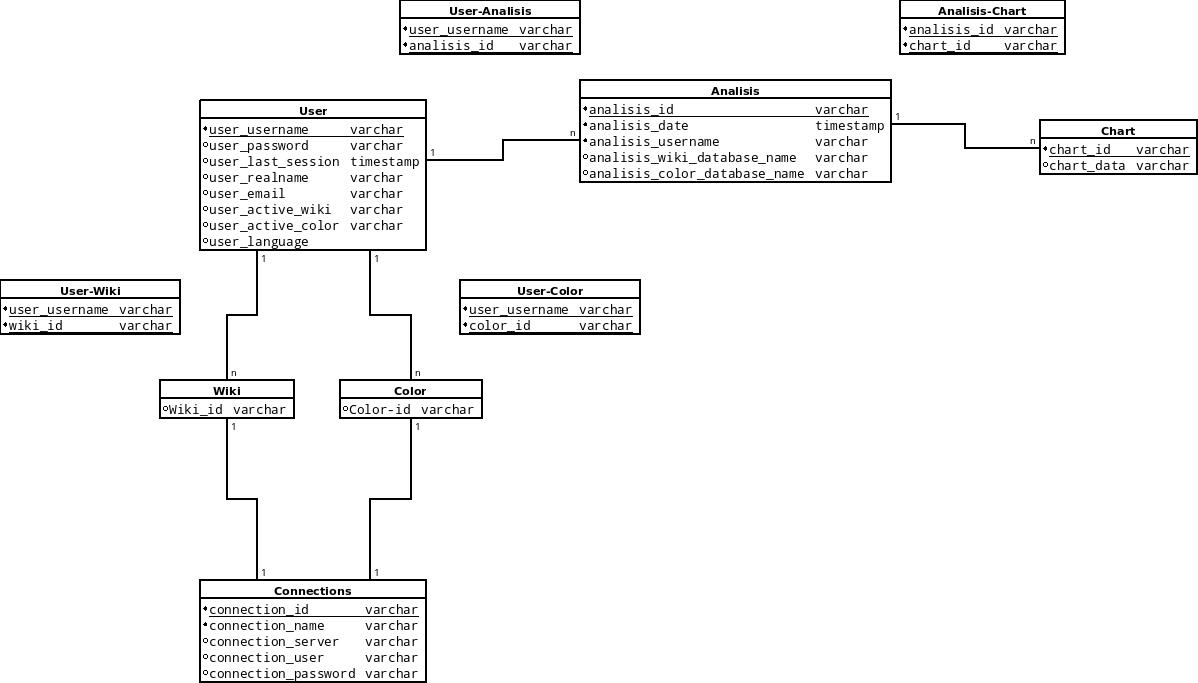 User-Analisis
user_username varchar
analisis_id varchar
Analisis-Chart
analisis_id varchar
chart_id varchar
User
user_username varchar
user_password varchar
user_last_session timestamp
user_realname varchar
user_email varchar
user_active_wiki varchar
user_active_color varchar
user_language
1
n
Analisis
analisis_id varchar
analisis_date timestamp
analisis_username varchar
analisis_wiki_database_name varchar
analisis_color_database_name varchar
1
n
Chart
chart_id varchar
chart_data varchar
1
1
User-Wiki
user_username varchar
wiki_id varchar
User-Color
user_username varchar
color_id varchar
n
n
Wiki
Wiki_id varchar
Color
Color-id varchar
1
1
1
1
Connections
connection_id varchar
connection_name varchar
connection_server varchar
connection_user varchar
connection_password varchar